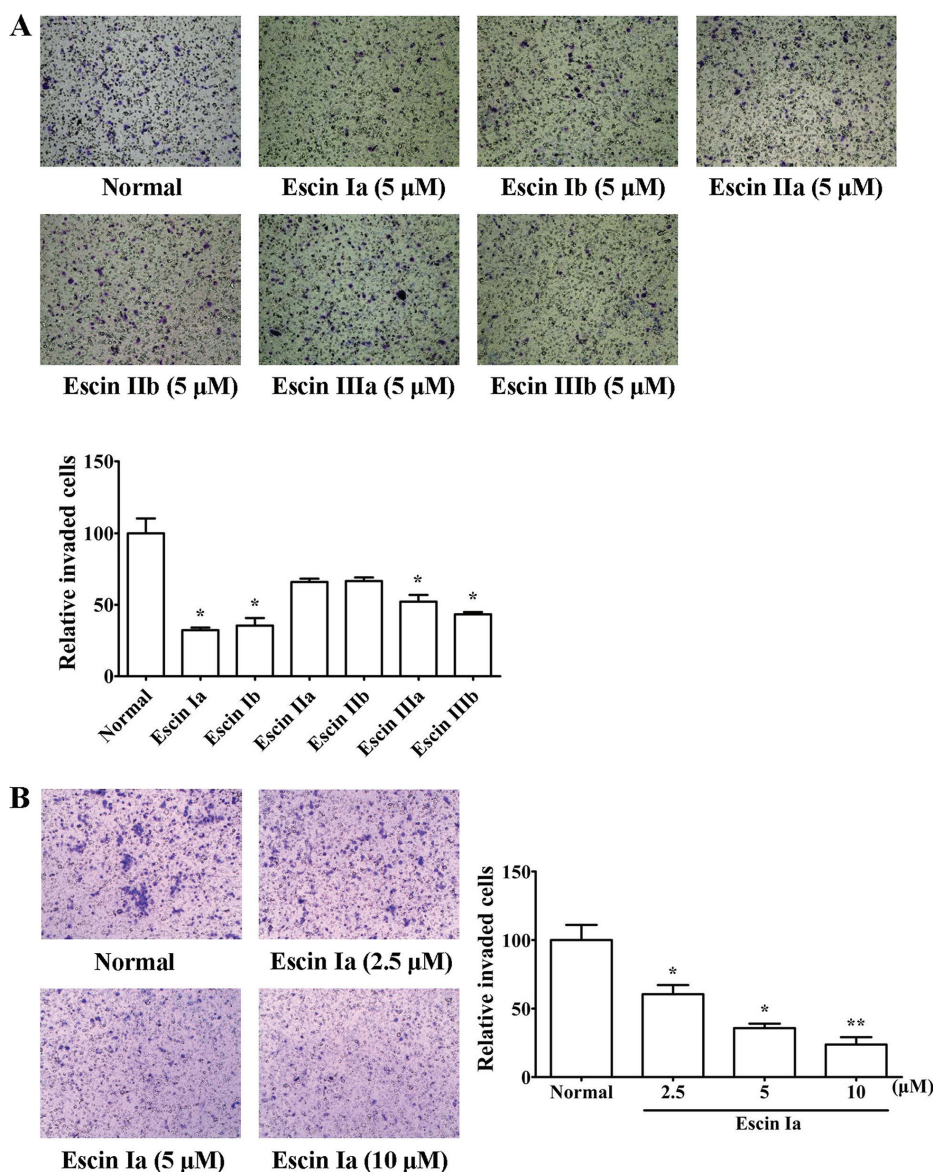 A
Normal
Escin Ia (5 μM)
Escin Ib (5 μM)
Escin IIa (5 μM)
Escin IIb (5 μM)
Escin IIIa (5 μM)
Escin IIIb (5 μM)
Relative invaded cells
150
100
50
0
*
*
*
*
Normal
Escin Ia
Escin Ib
Escin IIa
Escin IIb
Escin IIIa
Escin IIIb
B
Normal
Escin Ia (2.5 μM)
Escin Ia (5 μM)
Escin Ia (10 μM)
Relative invaded cells
150
100
50
0
*
*
**
Normal
2.5
5
10
(μM)
Escin Ia